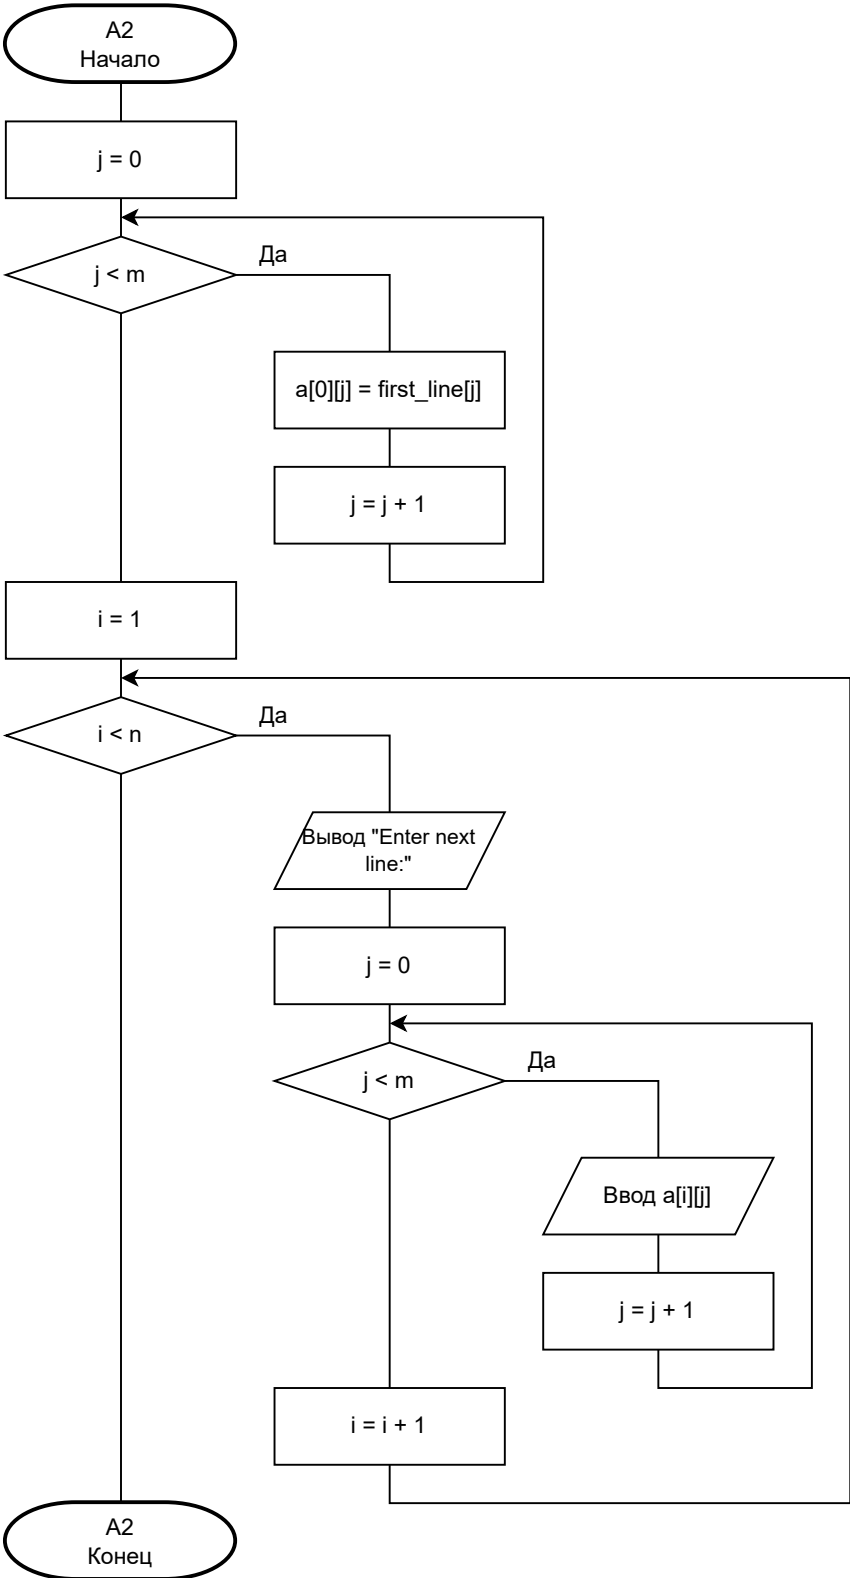 A2
Начало
j = 0
j < m
Да
a[0][j] = first_line[j]
j = j + 1
i = 1
i < n
Да
Вывод "Enter next
line:"
j = 0
j < m
Да
Ввод a[i][j]
j = j + 1
i = i + 1
A2
Конец